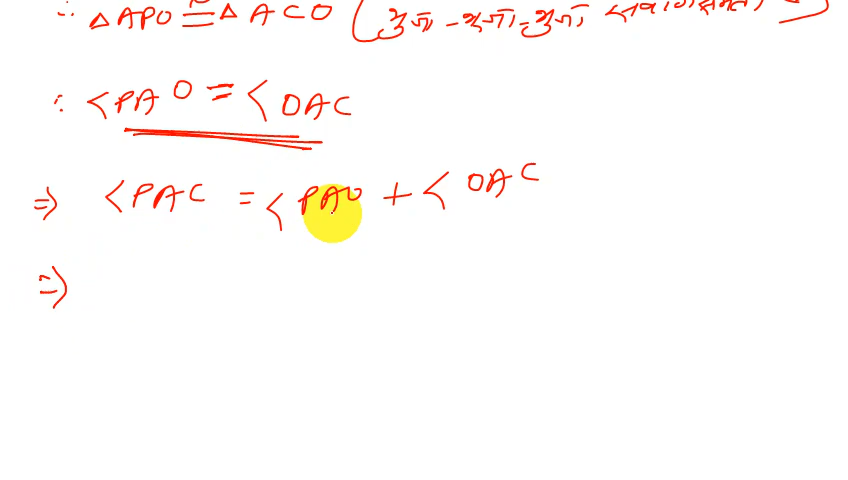 ∴ △APO ≅ △ACO (भुजा-भुजा-भुजा
∴ <PAO = <OAC
⇒ <PAC = <PAO + <OAC
⇒